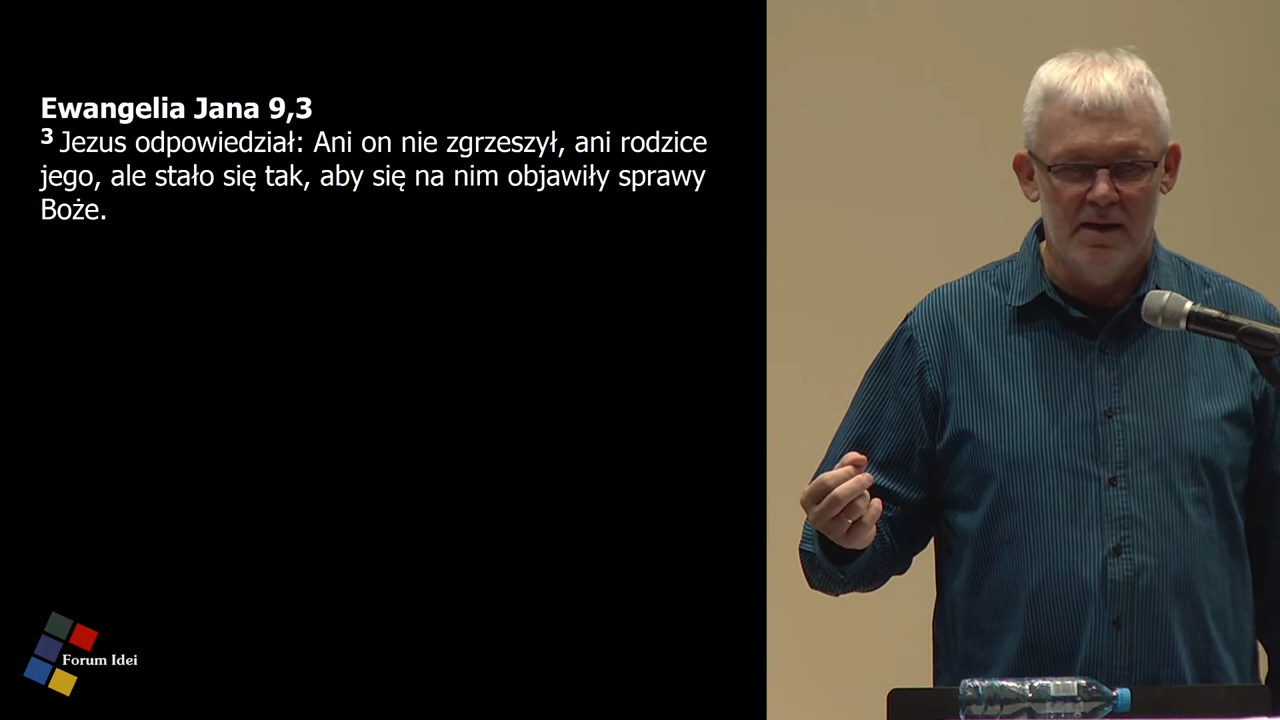 Ewangelia Jana 9,3
3 Jezus odpowiedział: Ani on nie zgrzeszył, ani rodzice
jego, ale stało się tak, aby się na nim objawiły sprawy
Boże.
Forum Idei